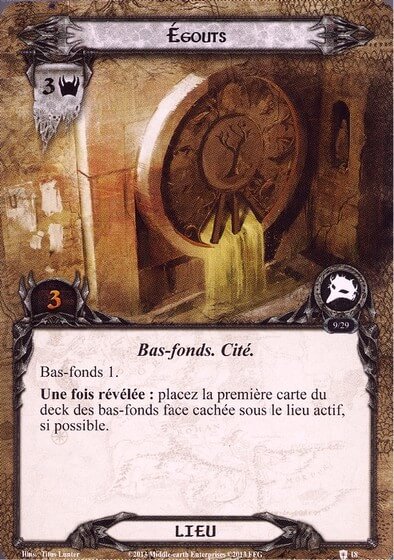 Égouts
3
3
9/29
Bas-fonds. Cité.
Bas-fonds 1.
Une fois révélée : placez la première carte du
deck des bas-fonds face cachée sous le lieu actif,
si possible.
LIEU
Illus. Titus Lunter
©2013 Middle-earth Enterprises ©2013 FFG
18